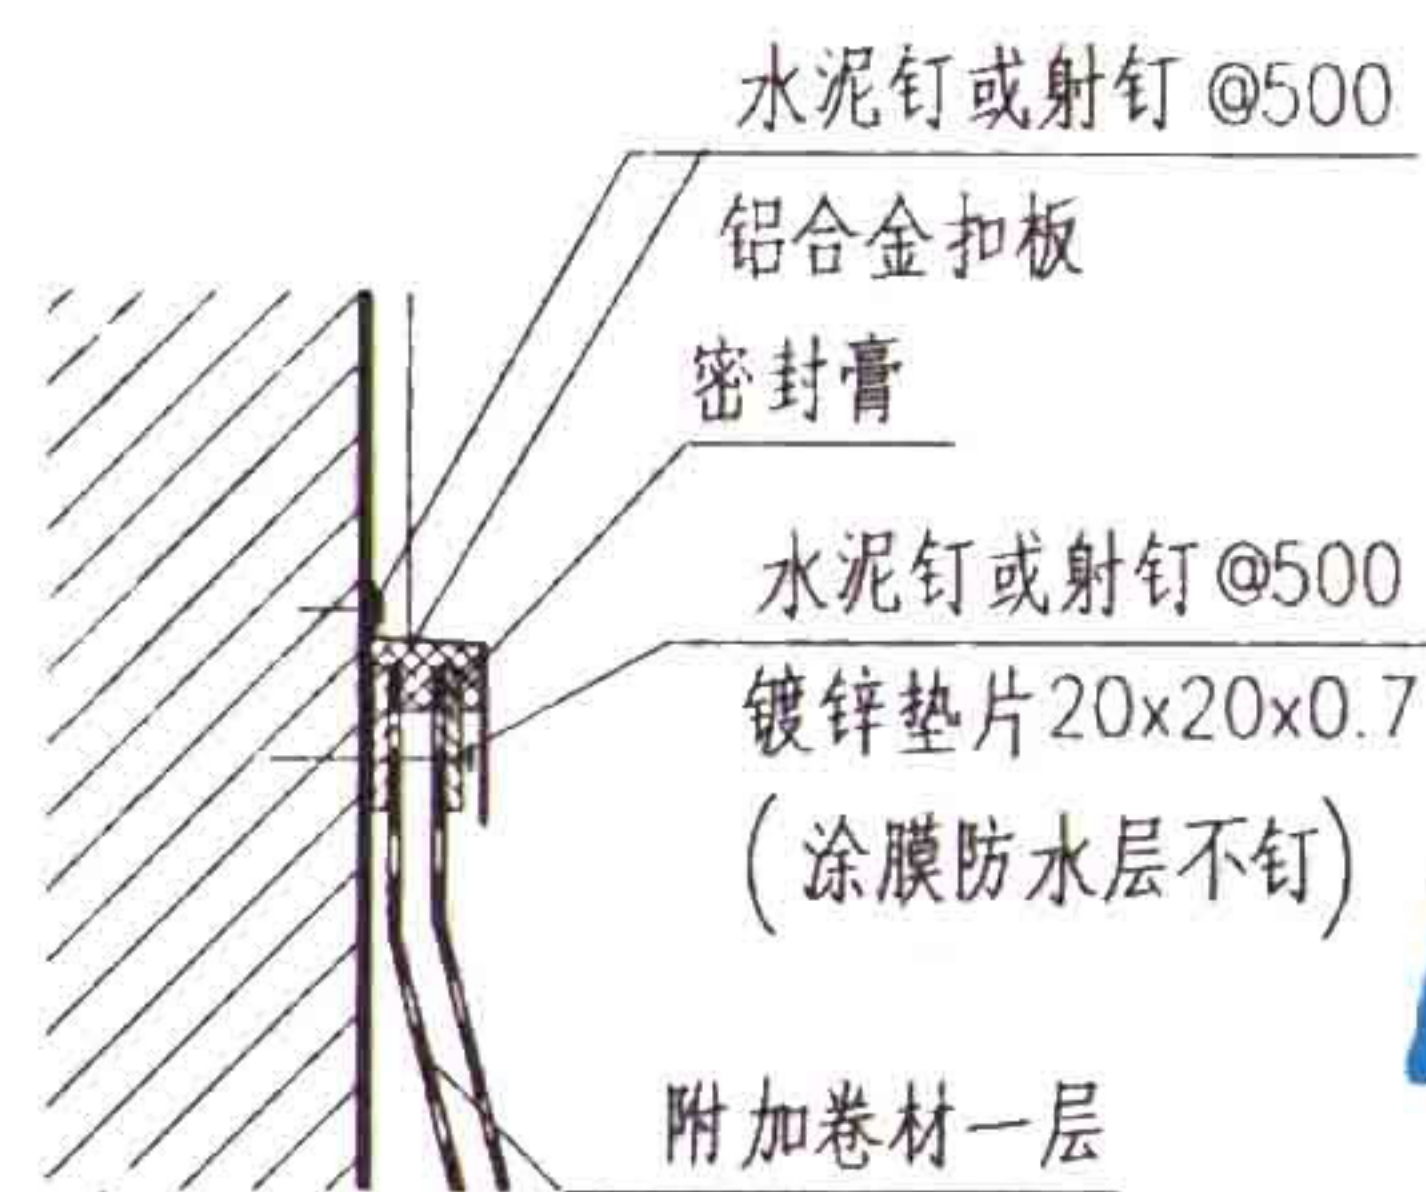 水泥钉或射钉 @500
铝合金扣板
密封膏
水泥钉或射钉 @500
镀锌垫片20x20x0.7
(涂膜防水层不钉)
附加卷材一层